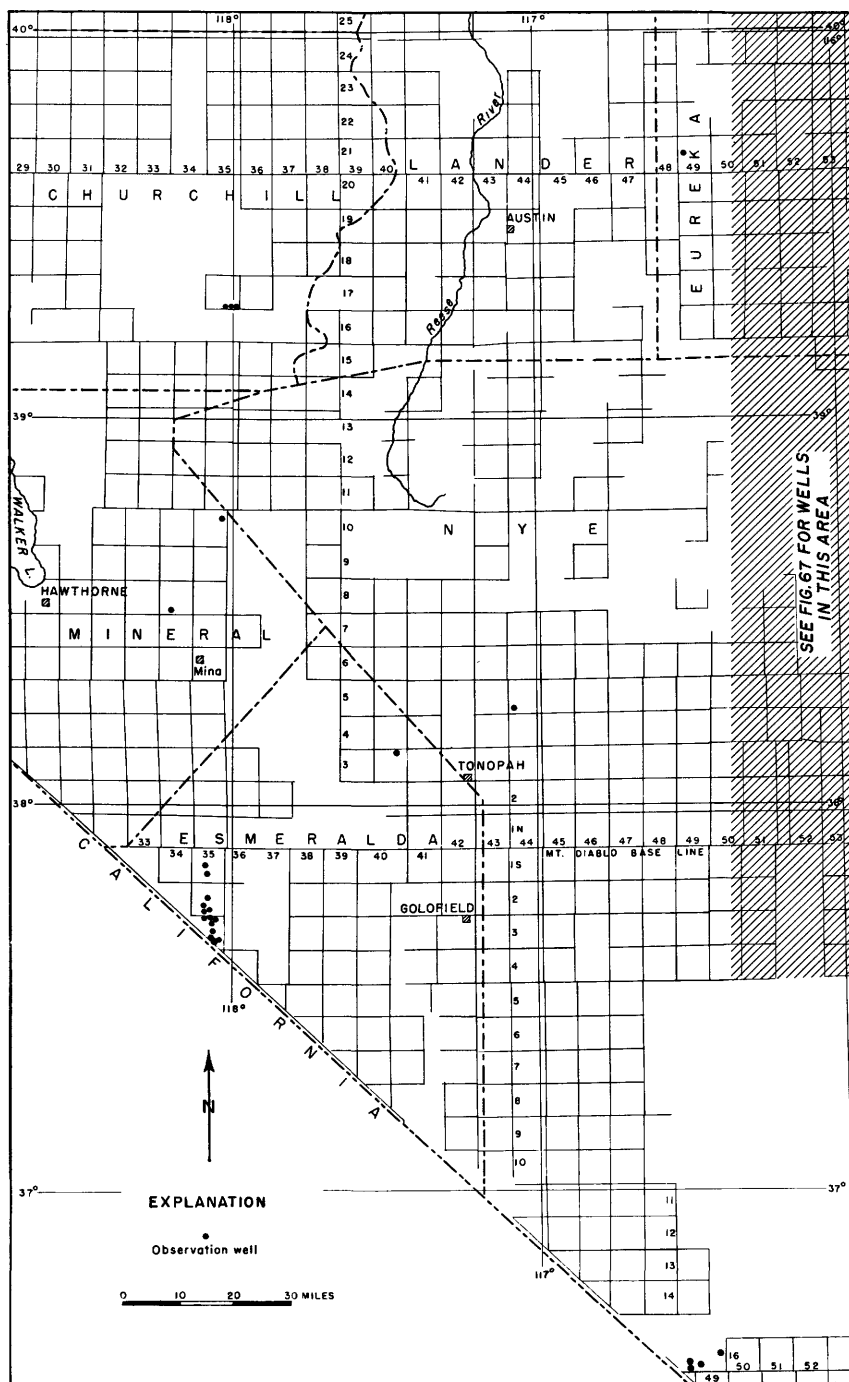 118° 25 117°
40° 40°
116°
24
23
22
21
River
L A N D E R
29 30 31 32 33 34 35 36 37 38 39 40 41 42 43 44 45 46 47 48 49 50 51 52 53
C H U R C H I L L
20
E U R E K A
19
AUSTIN
18
17
16
Reese
15
14
39° 39°
13
12
11
WALKER L.
10
N Y E
9
8
HAWTHORNE
7
M I N E R A L
6
Mina
5
4
3
SEE FIG. 67 FOR WELLS
IN THIS AREA
TONOPAH
38° 38°
2
1N
E S M E R A L D A
33 34 35 36 37 38 39 40 41 42 43 44 45 46 47 48 49 50 51 52 53
1S MT. DIABLO BASE LINE
2
GOLDFIELD
3
4
C A L I F O R N I A
118°
5
6
7
8
9
10
N
37° 37°
11
12
13
14
117°
EXPLANATION
Observation well
0 10 20 30 MILES
16
49 50 51 52